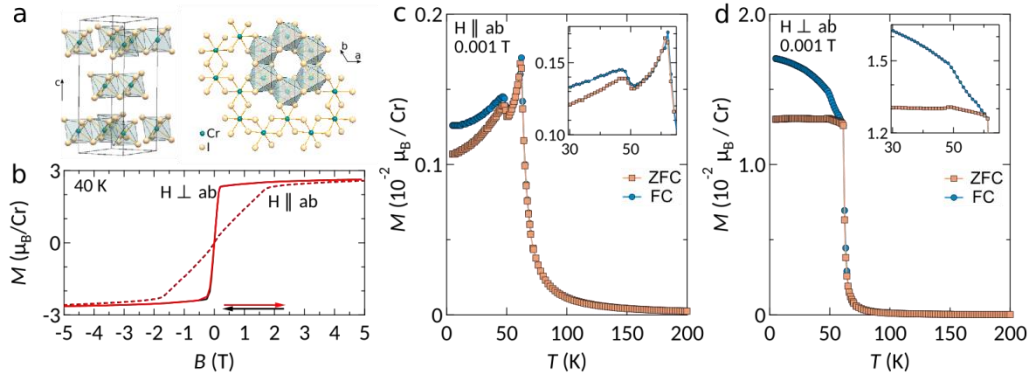 a
c
b
a
Cr
I
b
40 K
H ⊥ ab
H ∥ ab
M (μB/Cr)
3
0
-3
-5 -4 -3 -2 -1 0 1 2 3 4 5
B (T)
c
H ∥ ab
0.001 T
M (10⁻² μB / Cr)
0.2
0.1
0
0 50 100 150 200
T (K)
0.15
0.10
30 50
ZFC
FC
d
H ⊥ ab
0.001 T
M (10⁻² μB / Cr)
2.0
1.0
0
0 50 100 150 200
T (K)
1.5
1.2
30 50
ZFC
FC